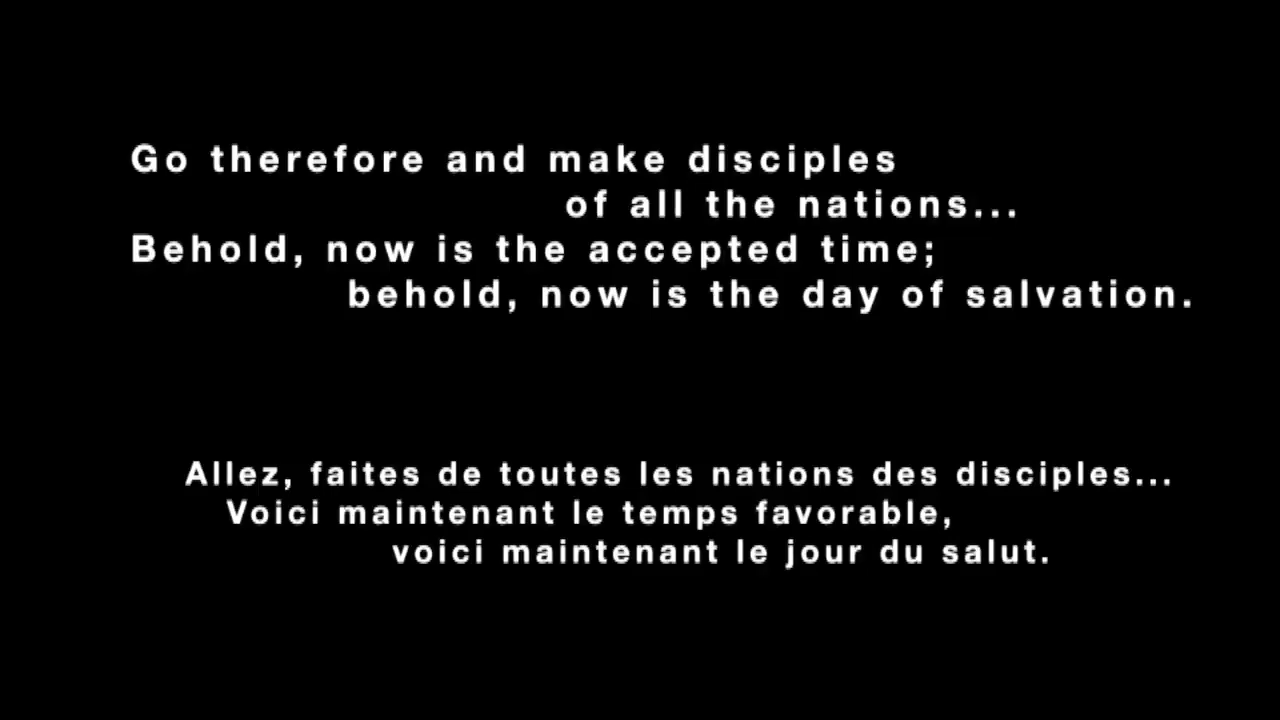 Go therefore and make disciples
of all the nations...
Behold, now is the accepted time;
behold, now is the day of salvation.
Allez, faites de toutes les nations des disciples...
Voici maintenant le temps favorable,
voici maintenant le jour du salut.